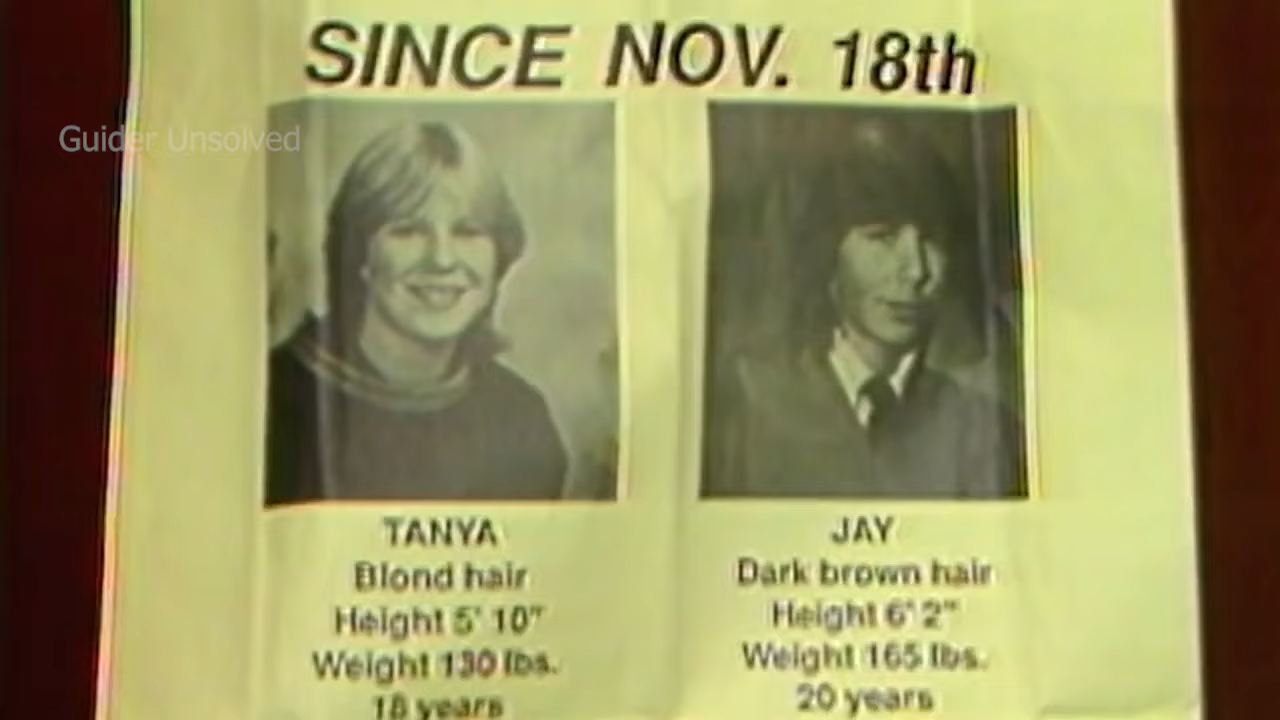 SINCE NOV. 18th
Guider Unsolved
TANYA
Blond hair
Height 5' 10"
Weight 130 lbs.
18 years
JAY
Dark brown hair
Height 6' 2"
Weight 165 lbs.
20 years